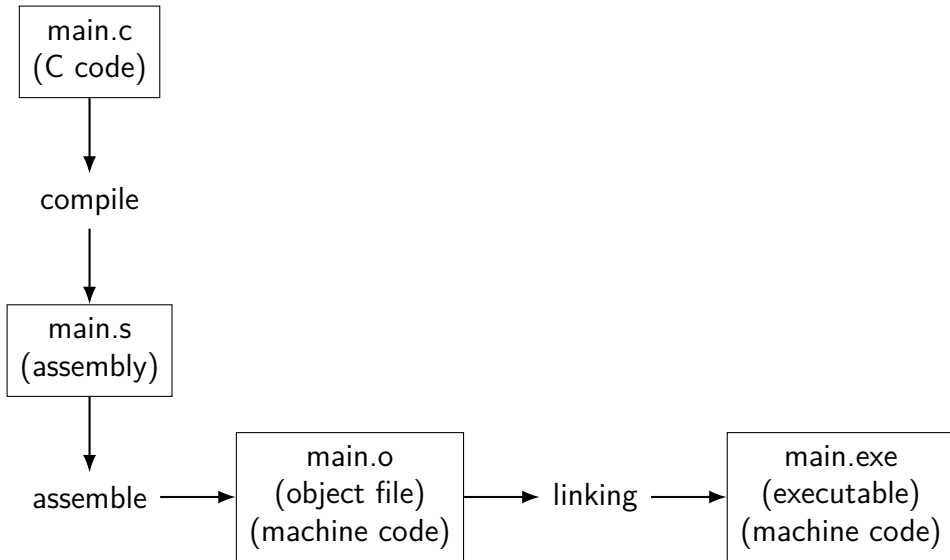 main.c
(C code)
compile
main.s
(assembly)
assemble
main.o
(object file)
(machine code)
linking
main.exe
(executable)
(machine code)